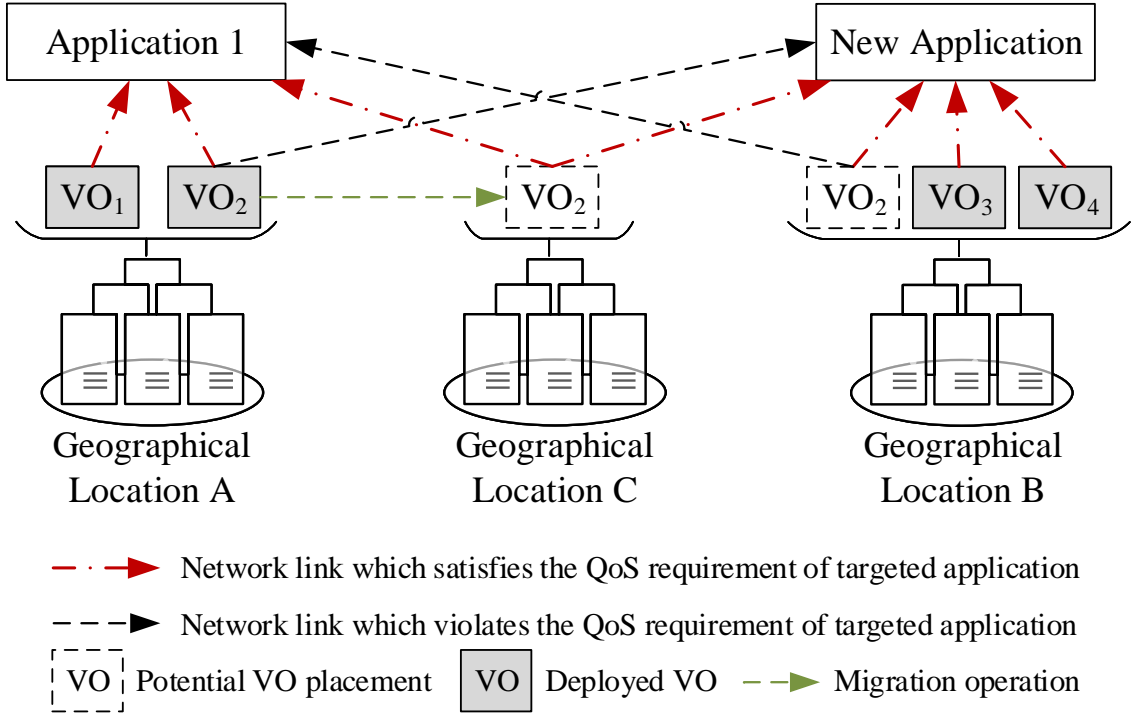 Application 1
New Application
VO₁
VO₂
VO₂
VO₂
VO₃
VO₄
Geographical
Location A
Geographical
Location C
Geographical
Location B
Network link which satisfies the QoS requirement of targeted application
Network link which violates the QoS requirement of targeted application
VO
Potential VO placement
VO
Deployed VO
Migration operation